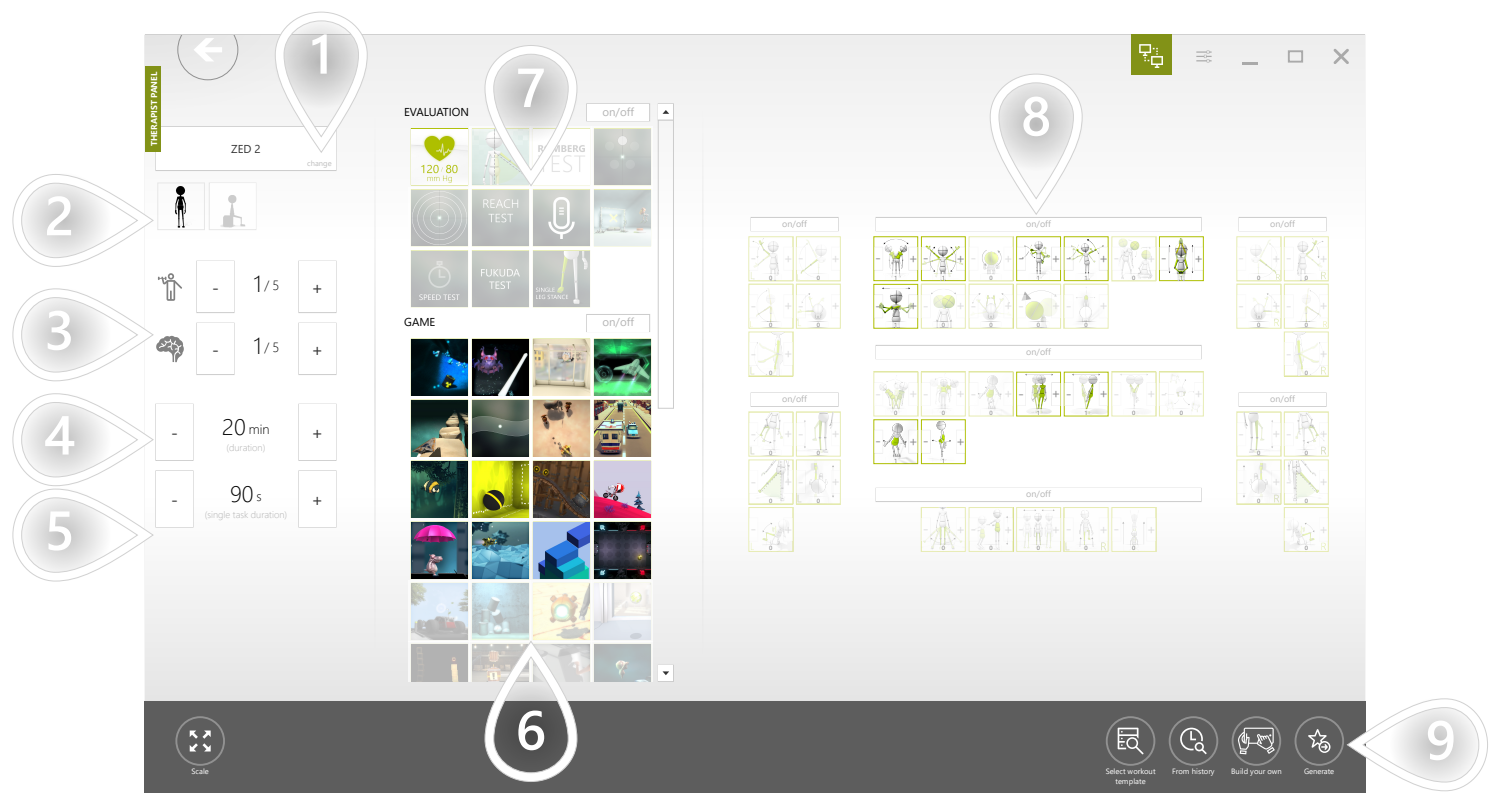 1
7
8
THERAPIST PANEL
EVALUATION
on/off
ZED 2
change
120/80
mm Hg
ROMBERG
TEST
2
REACH
TEST
on/off
on/off
on/off
SPEED TEST
FUKUDA
TEST
SINGLE
LEG STANCE
- 1/5 +
3
- 1/5 +
GAME
on/off
on/off
4
- 20 min +
(duration)
on/off
on/off
5
- 90 s +
(single task duration)
on/off
6
9
Scale
Select workout
template
From history
Build your own
Generate